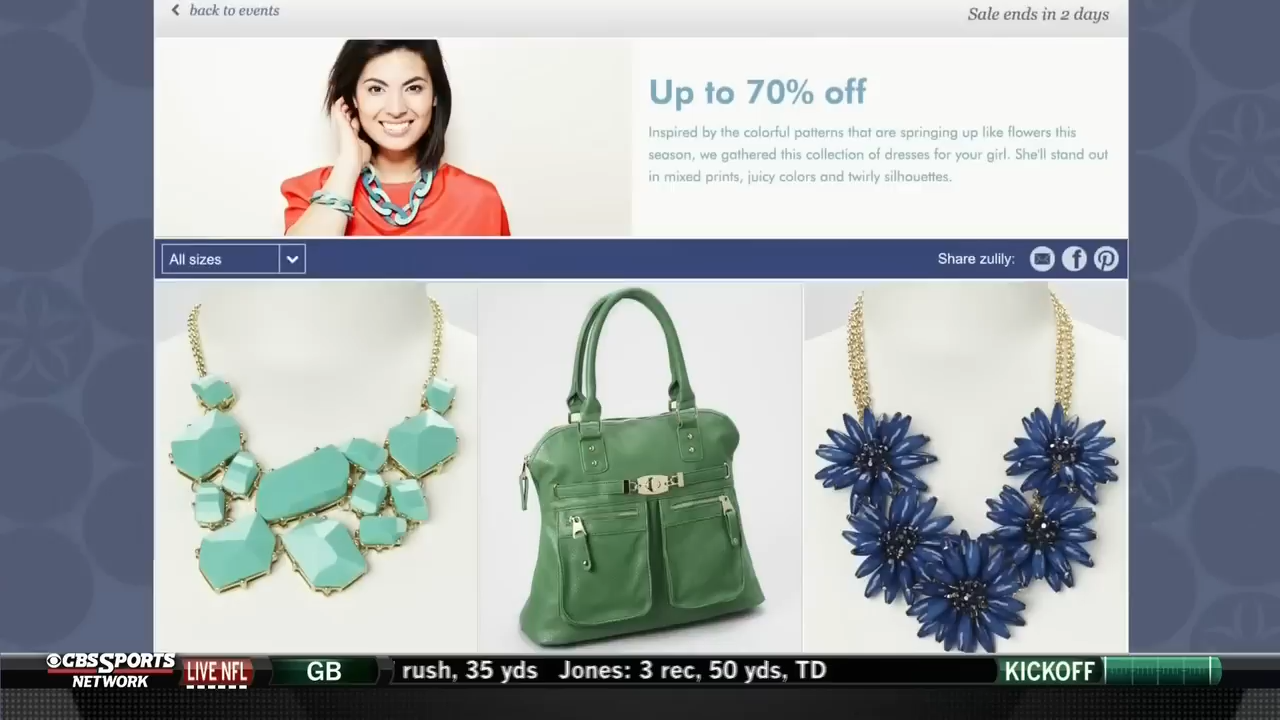 back to events
Sale ends in 2 days
Up to 70% off
Inspired by the colorful patterns that are springing up like flowers this
season, we gathered this collection of dresses for your girl. She'll stand out
in mixed prints, juicy colors and twirly silhouettes.
All sizes
Share zulily:
CBS SPORTS
NETWORK
LIVE NFL
GB
rush, 35 yds Jones: 3 rec, 50 yds, TD
KICKOFF